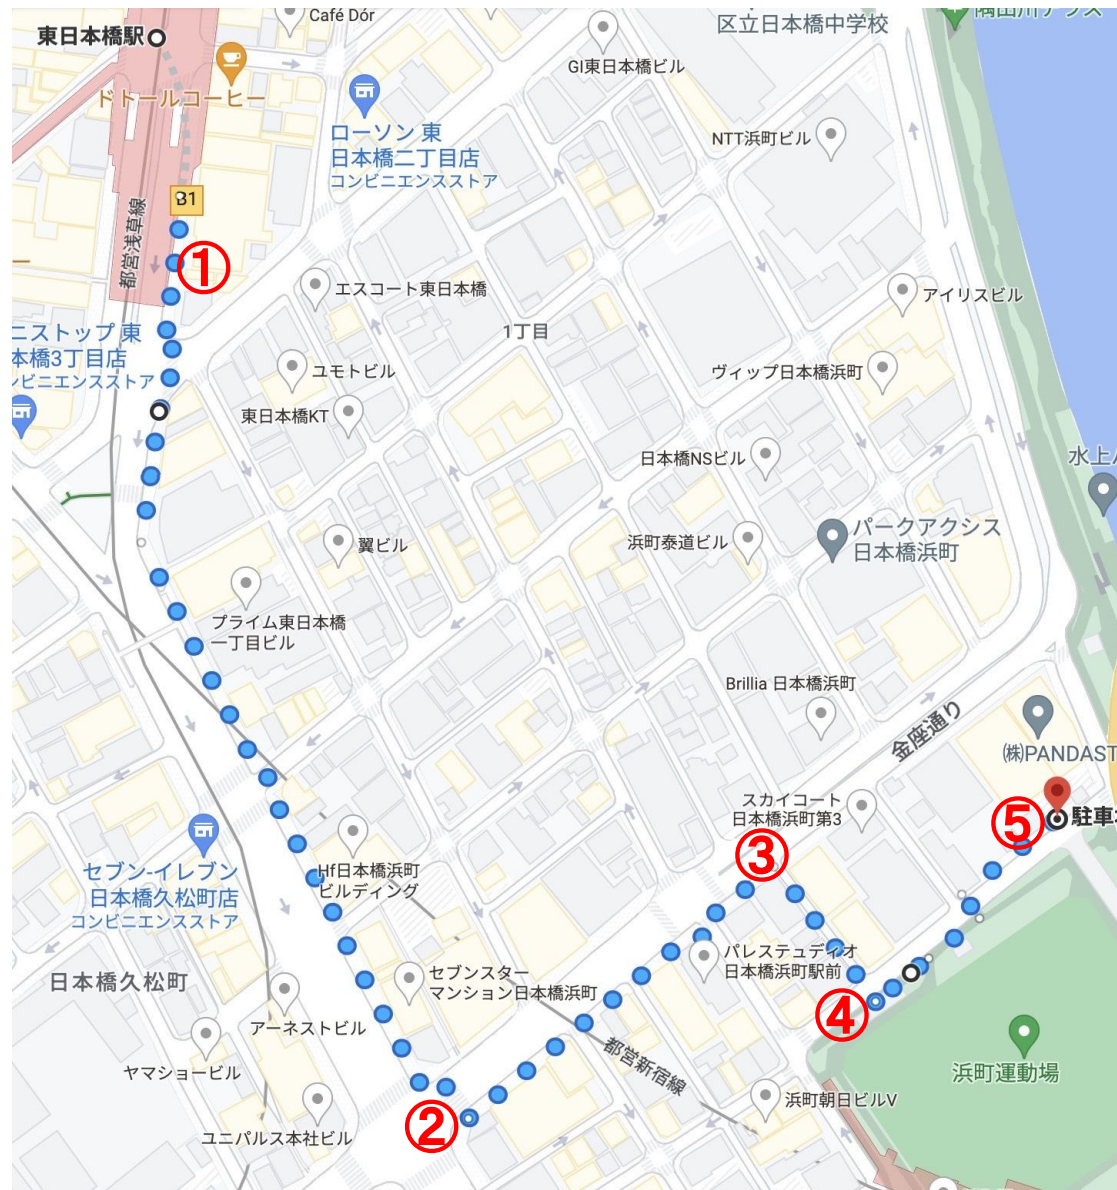 Café Dór
区立日本橋中学校
隅田川テラス
東日本橋駅
GI東日本橋ビル
ドトールコーヒー
ローソン 東
日本橋二丁目店
コンビニエンスストア
NTT浜町ビル
B1
都営浅草線
①
エスコート東日本橋
アイリスビル
ニストップ 東
本橋3丁目店
ンビニエンスストア
1丁目
ユモトビル
ヴィップ日本橋浜町
東日本橋KT
日本橋NSビル
水上
パークアクシス
日本橋浜町
翼ビル
浜町泰道ビル
プライム東日本橋
一丁目ビル
Brillia 日本橋浜町
金座通り
㈱PANDAST
スカイコート
日本橋浜町第3
⑤
駐車
③
Hf日本橋浜町
ビルディング
セブン-イレブン
日本橋久松町店
コンビニエンスストア
パレステュディオ
日本橋浜町駅前
日本橋久松町
セブンスター
マンション日本橋浜町
④
アーネストビル
都営新宿線
浜町運動場
ヤマショービル
浜町朝日ビルV
②
ユニパルス本社ビル